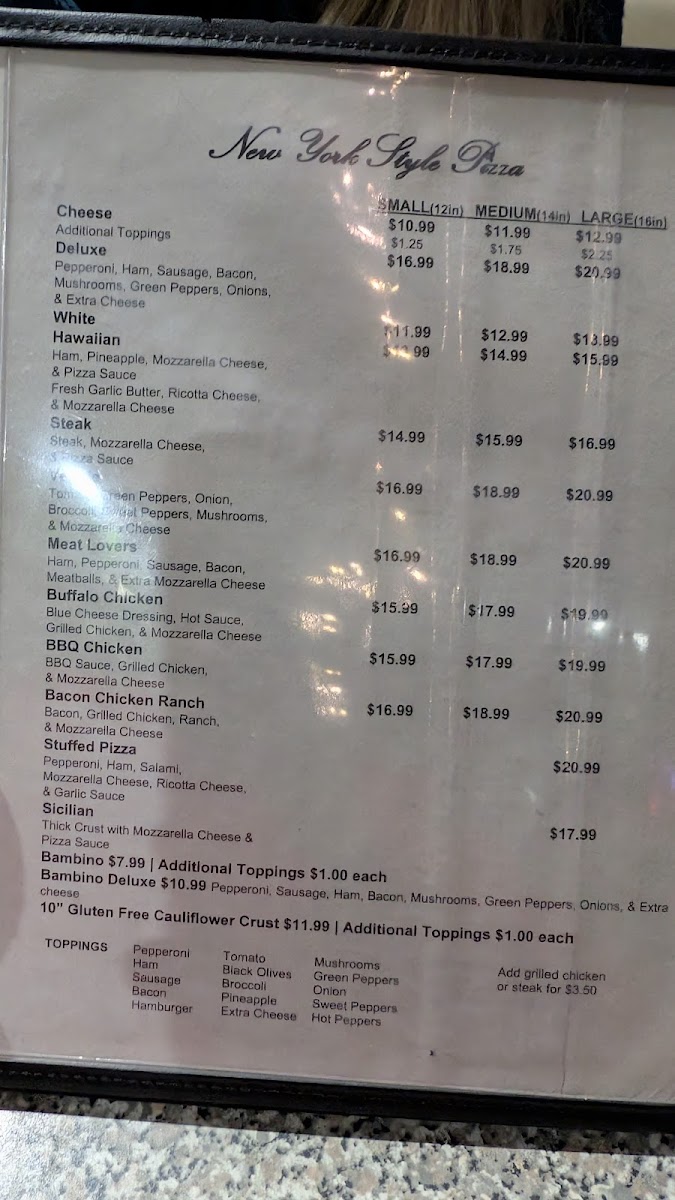 New York Style Pizza
SMALL(12in) MEDIUM(14in) LARGE(16in)
Cheese $10.99 $11.99 $12.99
Additional Toppings $1.25 $1.75 $2.25
Deluxe $16.99 $18.99 $20.99
Pepperoni, Ham, Sausage, Bacon,
Mushrooms, Green Peppers, Onions,
& Extra Cheese
White $11.99 $12.99 $13.99
Hawaiian $14.99 $15.99
Ham, Pineapple, Mozzarella Cheese,
& Pizza Sauce
Fresh Garlic Butter, Ricotta Cheese,
& Mozzarella Cheese
Steak $14.99 $15.99 $16.99
Steak, Mozzarella Cheese,
& Pizza Sauce
$16.99 $18.99 $20.99
Green Peppers, Onion,
Broccoli, Sweet Peppers, Mushrooms,
& Mozzarella Cheese
Meat Lovers $16.99 $18.99 $20.99
Ham, Pepperoni, Sausage, Bacon,
Meatballs, & Extra Mozzarella Cheese
Buffalo Chicken $15.99 $17.99 $19.99
Blue Cheese Dressing, Hot Sauce,
Grilled Chicken, & Mozzarella Cheese
BBQ Chicken $15.99 $17.99 $19.99
BBQ Sauce, Grilled Chicken,
& Mozzarella Cheese
Bacon Chicken Ranch $16.99 $18.99 $20.99
Bacon, Grilled Chicken, Ranch,
& Mozzarella Cheese
Stuffed Pizza $20.99
Pepperoni, Ham, Salami,
Mozzarella Cheese, Ricotta Cheese,
& Garlic Sauce
Sicilian $17.99
Thick Crust with Mozzarella Cheese &
Pizza Sauce
Bambino $7.99 | Additional Toppings $1.00 each
Bambino Deluxe $10.99 Pepperoni, Sausage, Ham, Bacon, Mushrooms, Green Peppers, Onions, & Extra
cheese
10" Gluten Free Cauliflower Crust $11.99 | Additional Toppings $1.00 each
TOPPINGS Pepperoni Tomato Mushrooms
Ham Black Olives Green Peppers Add grilled chicken
Sausage Broccoli Onion or steak for $3.50
Bacon Pineapple Sweet Peppers
Hamburger Extra Cheese Hot Peppers